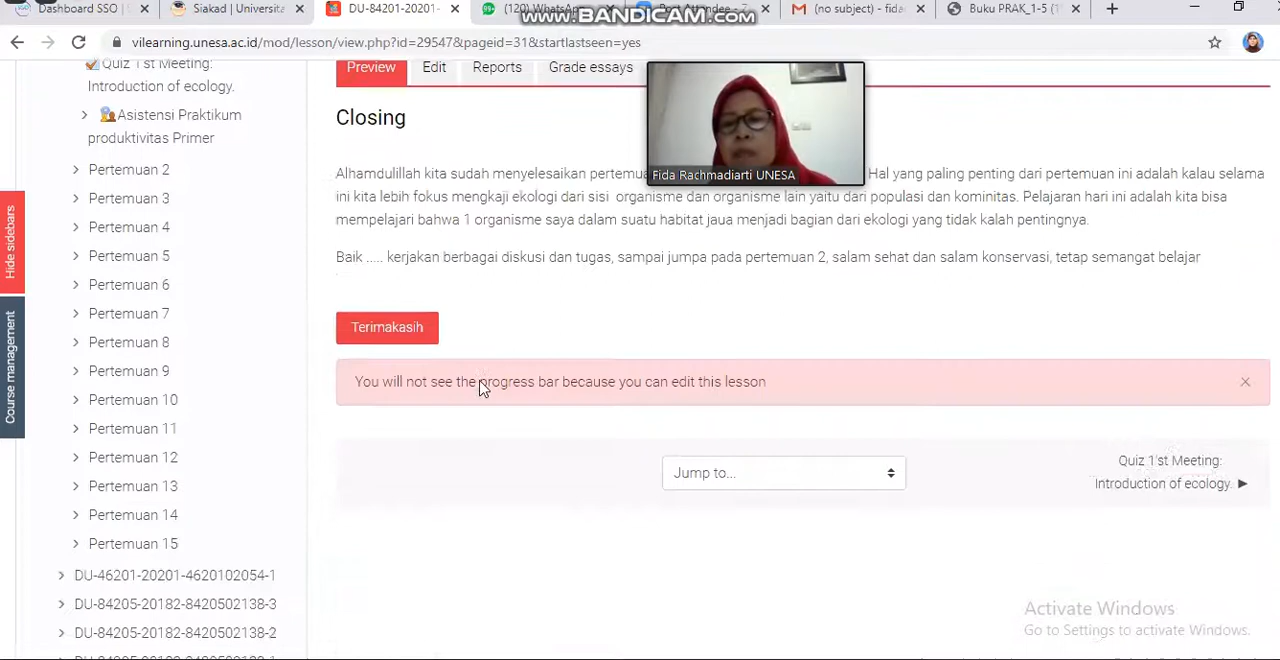 Dashboard SSO |
Siakad | Universita
DU-84201-20201-
(120) WhatsApp
Post Attendee - Z
(no subject) - fida
Buku PRAK_1-5 (1
WWW.BANDICAM.COM
vilearning.unesa.ac.id/mod/lesson/view.php?id=29547&pageid=31&startlastseen=yes
Hide sidebars
Course management
Quiz 1'st Meeting:
Introduction of ecology.
Asistensi Praktikum
produktivitas Primer
Pertemuan 2
Pertemuan 3
Pertemuan 4
Pertemuan 5
Pertemuan 6
Pertemuan 7
Pertemuan 8
Pertemuan 9
Pertemuan 10
Pertemuan 11
Pertemuan 12
Pertemuan 13
Pertemuan 14
Pertemuan 15
DU-46201-20201-4620102054-1
DU-84205-20182-8420502138-3
DU-84205-20182-8420502138-2
Preview Edit Reports Grade essays
Closing
Fida Rachmadiarti UNESA
Alhamdulillah kita sudah menyelesaikan Hal yang paling penting dari pertemuan ini adalah kalau selama
ini kita lebih fokus mengkaji ekologi dari sisi organisme dan organisme lain yaitu dari populasi dan kominitas. Pelajaran hari ini adalah kita bisa
mempelajari bahwa 1 organisme saya dalam suatu habitat jaua menjadi bagian dari ekologi yang tidak kalah pentingnya.
Baik ..... kerjakan berbagai diskusi dan tugas, sampai jumpa pada pertemuan 2, salam sehat dan salam konservasi, tetap semangat belajar
Terimakasih
You will not see the progress bar because you can edit this lesson
Jump to...
Quiz 1'st Meeting:
Introduction of ecology. ►
Activate Windows
Go to Settings to activate Windows.